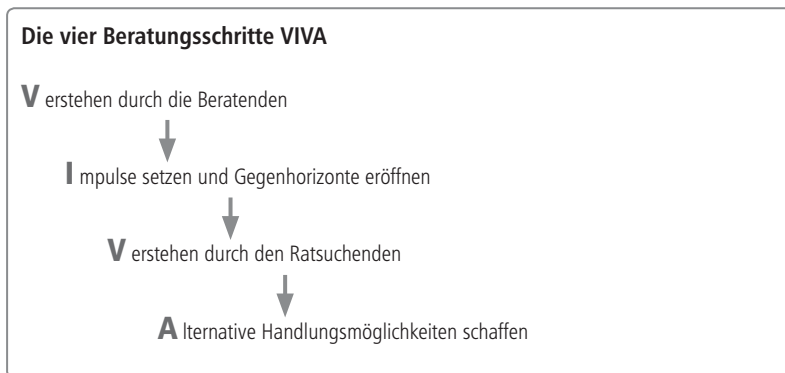 Die vier Beratungsschritte VIVA
Verstehen durch die Beratenden
Impulse setzen und Gegenhorizonte eröffnen
Verstehen durch den Ratsuchenden
Alternative Handlungsmöglichkeiten schaffen